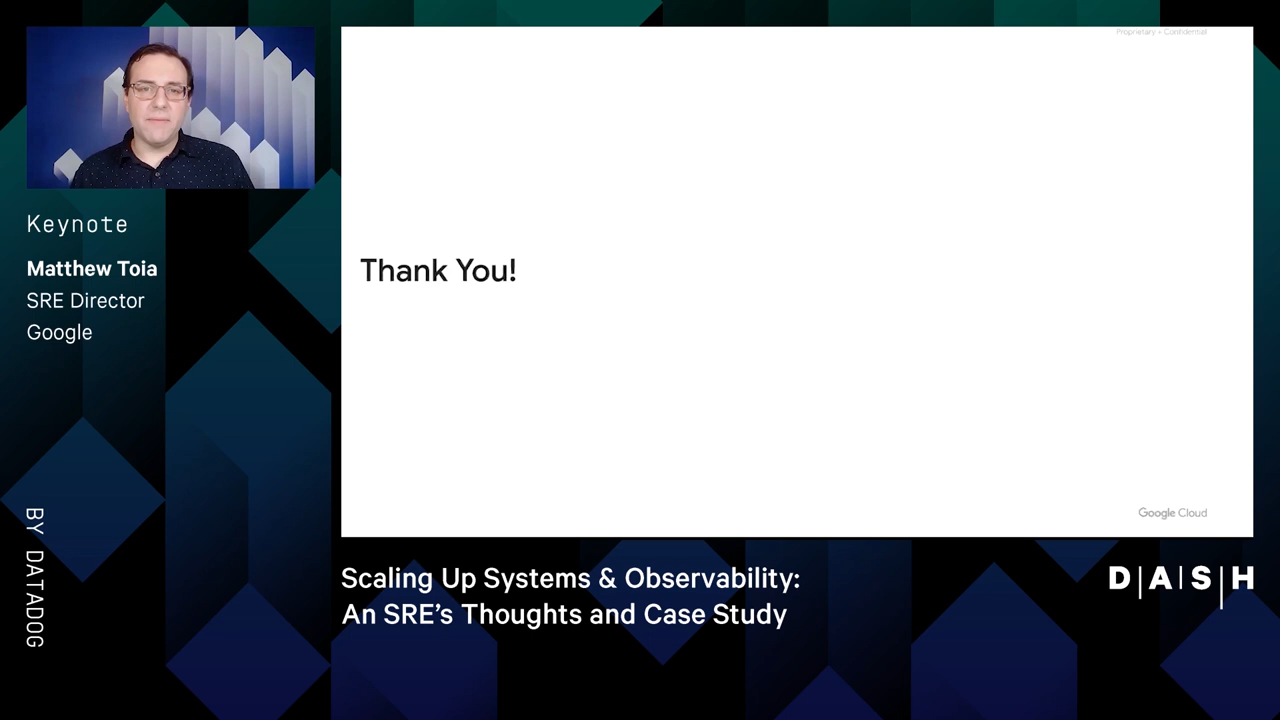 Keynote
Matthew Toia
SRE Director
Google
BY DATADOG
Proprietary + Confidential
Thank You!
Google Cloud
Scaling Up Systems & Observability:
An SRE’s Thoughts and Case Study
D|A|S|H